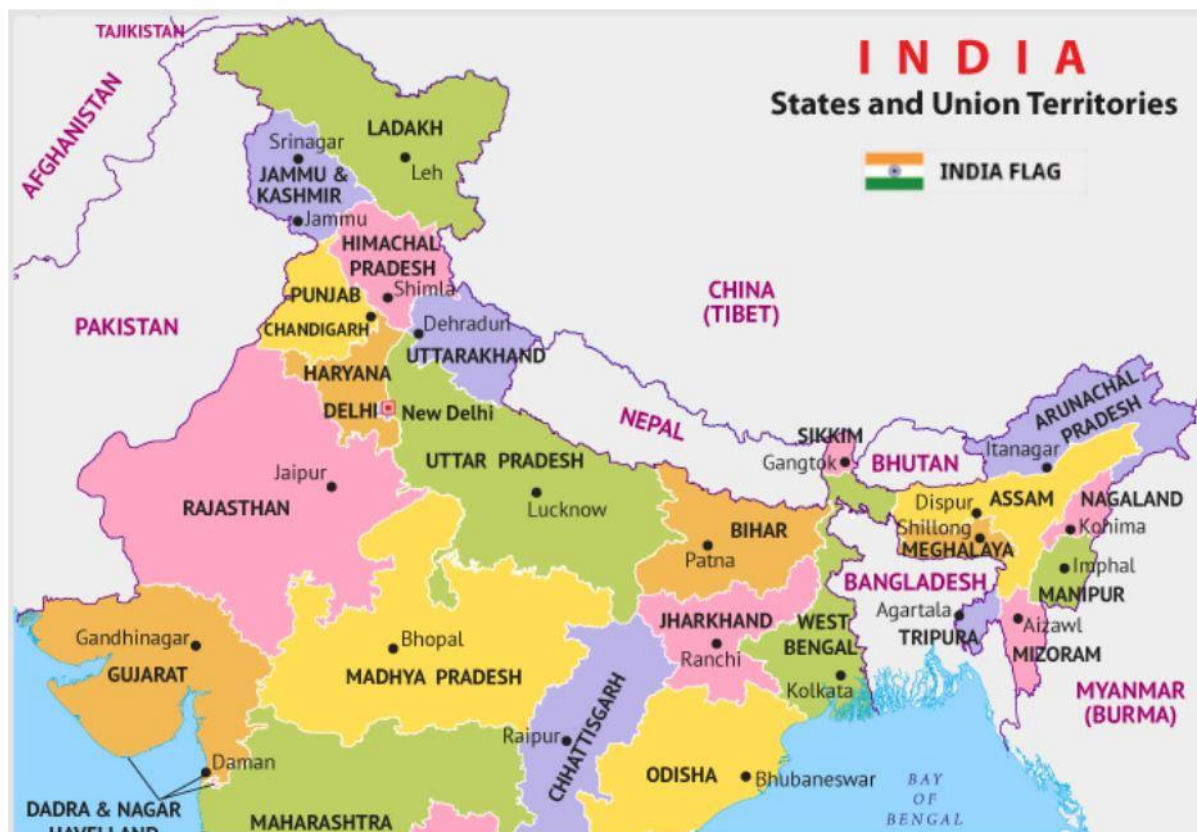 TAJIKISTAN
INDIA
States and Union Territories
INDIA FLAG
AFGHANISTAN
LADAKH
Srinagar
Leh
JAMMU &
KASHMIR
Jammu
HIMACHAL
PRADESH
Shimla
PUNJAB
CHANDIGARH
PAKISTAN
CHINA
(TIBET)
Dehradun
UTTARAKHAND
HARYANA
DELHI
New Delhi
NEPAL
SIKKIM
Gangtok
BHUTAN
ARUNACHAL
PRADESH
Itanagar
UTTAR PRADESH
Lucknow
Jaipur
RAJASTHAN
BIHAR
Patna
Dispur
ASSAM
NAGALAND
Shillong
Kohima
MEGHALAYA
Imphal
MANIPUR
BANGLADESH
Agartala
TRIPURA
Aizawl
MIZORAM
MYANMAR
(BURMA)
JHARKHAND
Ranchi
WEST
BENGAL
Kolkata
Gandhinagar
GUJARAT
Bhopal
MADHYA PRADESH
Raipur
CHHATTISGARH
ODISHA
Bhubaneswar
BAY
OF
BENGAL
Daman
DADRA & NAGAR
HAVELI AND
MAHARASHTRA